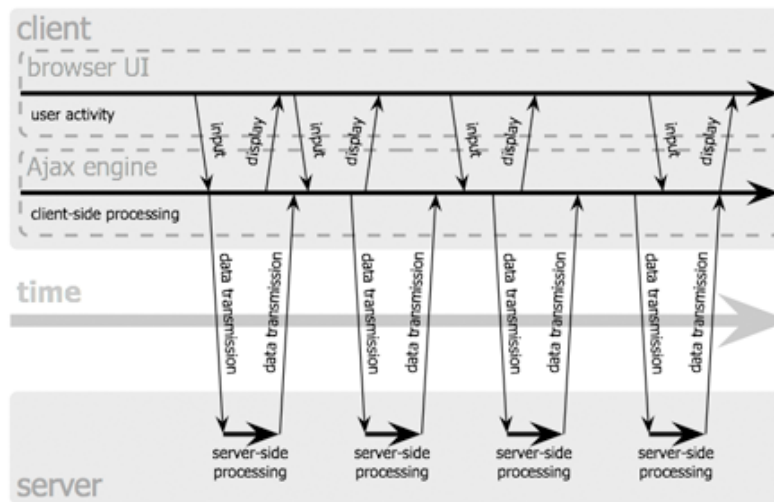 client
browser UI
user activity
input
display
input
display
input
display
input
display
Ajax engine
client-side processing
data transmission
data transmission
data transmission
data transmission
data transmission
data transmission
data transmission
data transmission
time
server-side
processing
server-side
processing
server-side
processing
server-side
processing
server